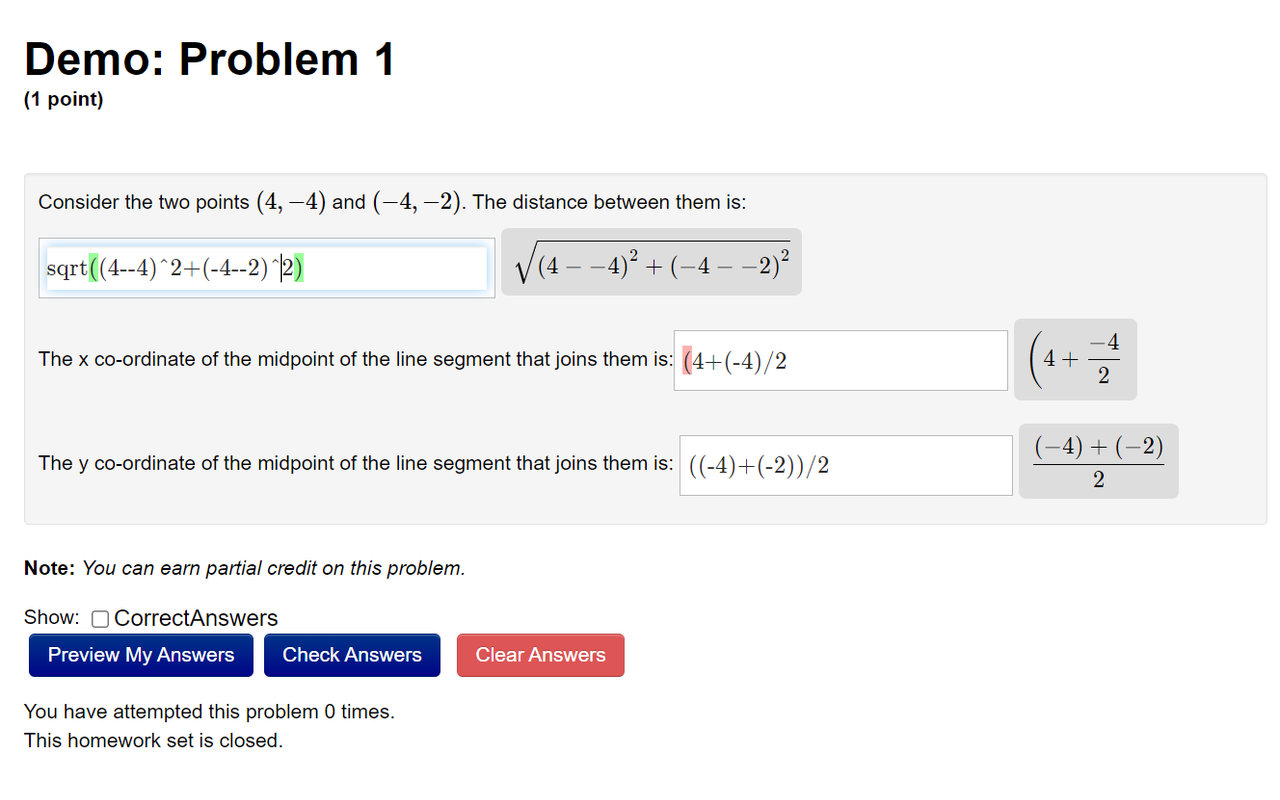 Demo: Problem 1
(1 point)
Consider the two points (4, −4) and (−4, −2). The distance between them is:
sqrt((4--4)^2+(-4--2)^2) √((4 − −4)² + (−4 − −2)²)
The x co-ordinate of the midpoint of the line segment that joins them is: (4+(-4)/2 (4 + −4/2
The y co-ordinate of the midpoint of the line segment that joins them is: ((-4)+(-2))/2 (−4) + (−2)/2
Note: You can earn partial credit on this problem.
Show: CorrectAnswers
Preview My Answers Check Answers Clear Answers
You have attempted this problem 0 times.
This homework set is closed.